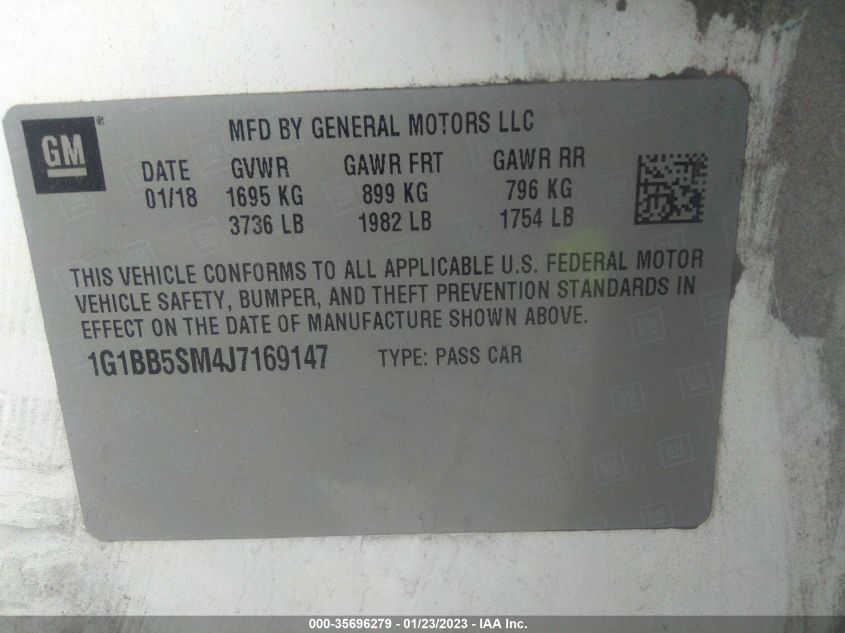 GM ®
MFD BY GENERAL MOTORS LLC
DATE GVWR GAWR FRT GAWR RR
01/18 1695 KG 899 KG 796 KG
3736 LB 1982 LB 1754 LB
THIS VEHICLE CONFORMS TO ALL APPLICABLE U.S. FEDERAL MOTOR
VEHICLE SAFETY, BUMPER, AND THEFT PREVENTION STANDARDS IN
EFFECT ON THE DATE OF MANUFACTURE SHOWN ABOVE.
1G1BB5SM4J7169147 TYPE: PASS CAR
000-35696279 - 01/23/2023 - IAA Inc.